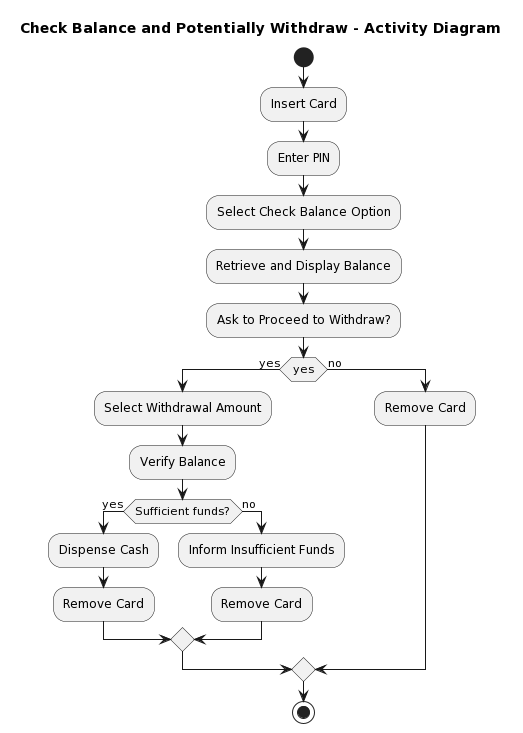 Check Balance and Potentially Withdraw - Activity Diagram
Insert Card
Enter PIN
Select Check Balance Option
Retrieve and Display Balance
Ask to Proceed to Withdraw?
yes
yes
no
Select Withdrawal Amount
Remove Card
Verify Balance
yes
Sufficient funds?
no
Dispense Cash
Inform Insufficient Funds
Remove Card
Remove Card